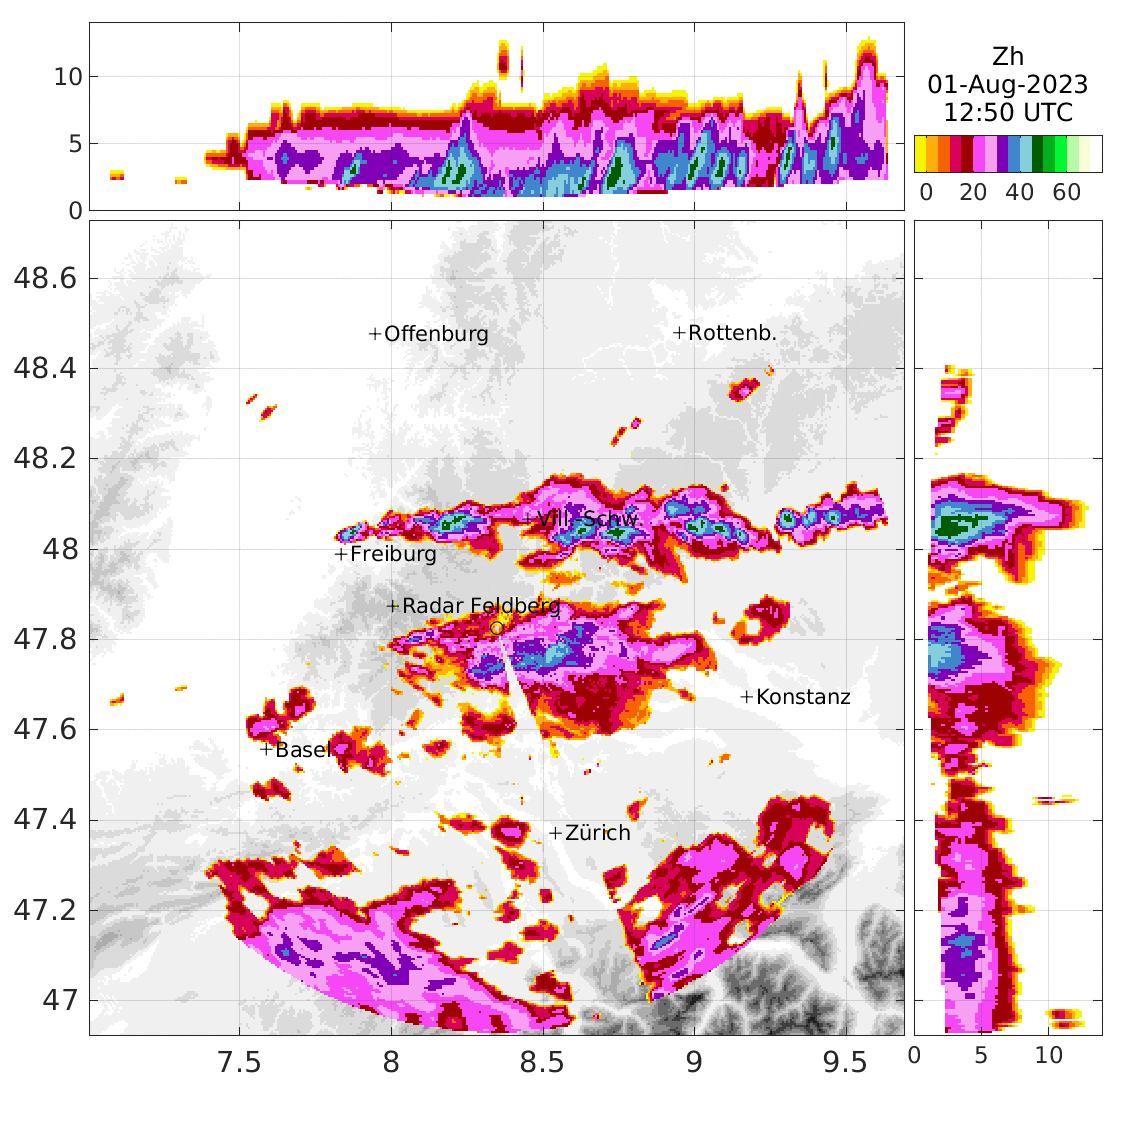 Zh
01-Aug-2023
12:50 UTC
0 20 40 60
10
5
0
48.6
48.4
48.2
48
47.8
47.6
47.4
47.2
47
+Offenburg
+Rottenb.
+Vill.-Schw.
+Freiburg
+Radar Feldberg
+Konstanz
+Basel
+Zürich
7.5 8 8.5 9 9.5
0 5 10